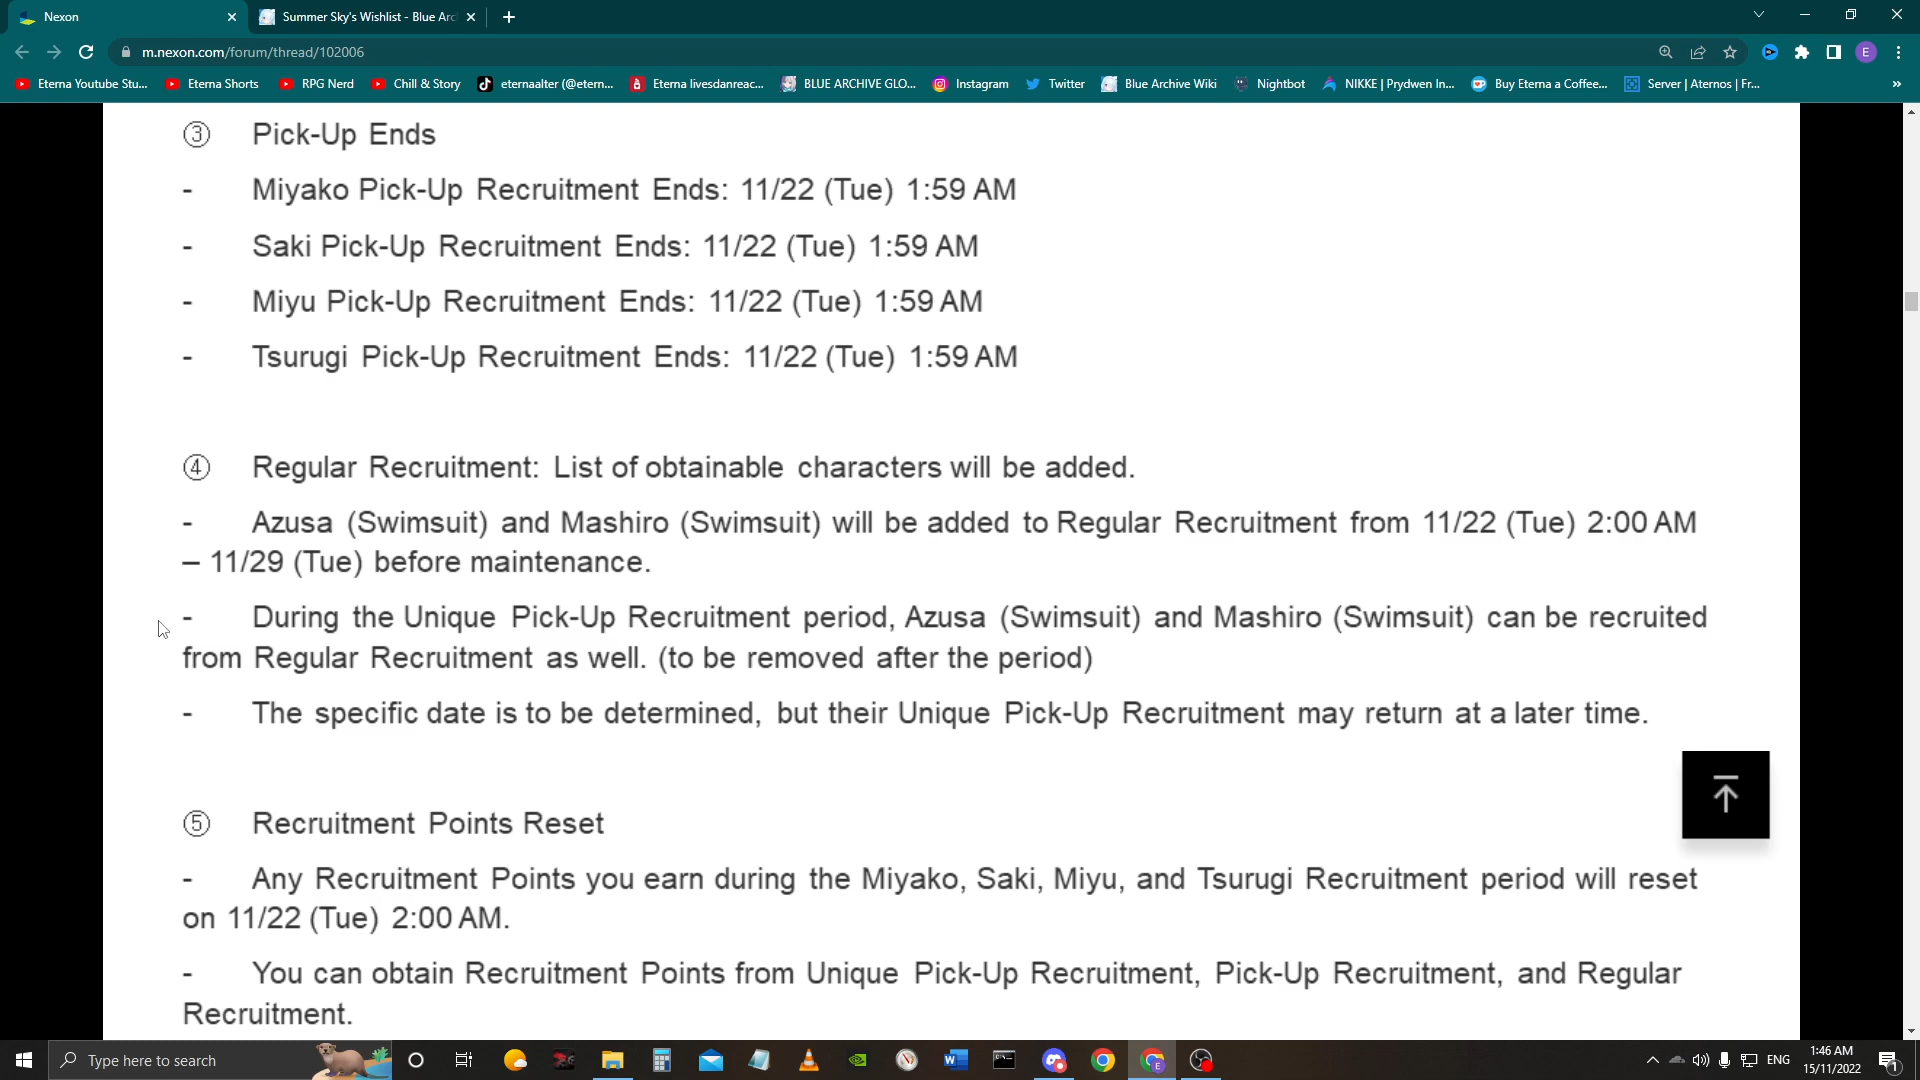 Nexon
Summer Sky's Wishlist - Blue Arc
m.nexon.com/forum/thread/102006
E
Eterna Youtube Stu...
Eterna Shorts
RPG Nerd
Chill & Story
eternaalter (@etern...
Eterna livesdanreac...
BLUE ARCHIVE GLO...
Instagram
Twitter
Blue Archive Wiki
Nightbot
NIKKE | Prydwen In...
Buy Eterna a Coffee...
Server | Aternos | Fr...
»
③ Pick-Up Ends
- Miyako Pick-Up Recruitment Ends: 11/22 (Tue) 1:59 AM
- Saki Pick-Up Recruitment Ends: 11/22 (Tue) 1:59 AM
- Miyu Pick-Up Recruitment Ends: 11/22 (Tue) 1:59 AM
- Tsurugi Pick-Up Recruitment Ends: 11/22 (Tue) 1:59 AM
④ Regular Recruitment: List of obtainable characters will be added.
- Azusa (Swimsuit) and Mashiro (Swimsuit) will be added to Regular Recruitment from 11/22 (Tue) 2:00 AM
– 11/29 (Tue) before maintenance.
- During the Unique Pick-Up Recruitment period, Azusa (Swimsuit) and Mashiro (Swimsuit) can be recruited
from Regular Recruitment as well. (to be removed after the period)
- The specific date is to be determined, but their Unique Pick-Up Recruitment may return at a later time.
⑤ Recruitment Points Reset
- Any Recruitment Points you earn during the Miyako, Saki, Miyu, and Tsurugi Recruitment period will reset
on 11/22 (Tue) 2:00 AM.
- You can obtain Recruitment Points from Unique Pick-Up Recruitment, Pick-Up Recruitment, and Regular
Recruitment.
Type here to search
ENG
1:46 AM
15/11/2022
1